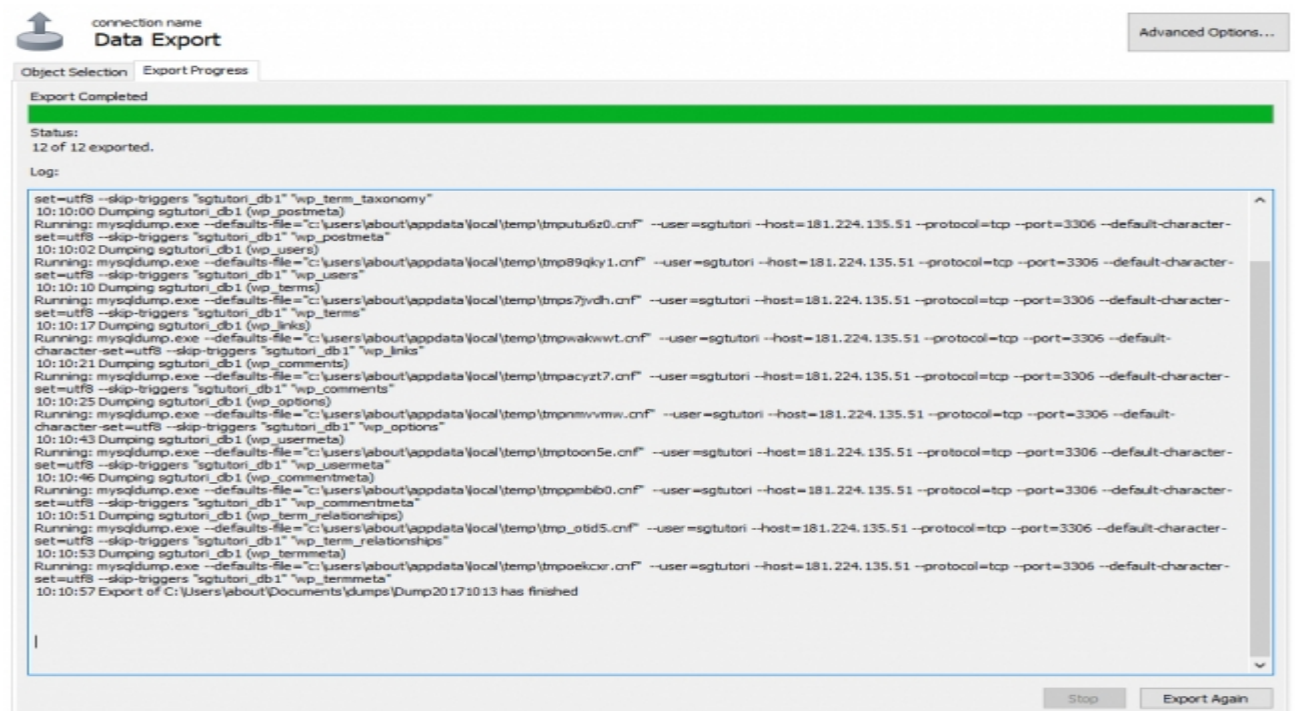 connection name
Data Export
Advanced Options...
Object Selection
Export Progress
Export Completed
Status:
12 of 12 exported.
Log:
set=utf8 --skip-triggers "sgtutori_db1" "wp_term_taxonomy"
10:10:00 Dumping sgtutori_db1 (wp_postmeta)
Running: mysqldump.exe --defaults-file="c:\users\about\appdata\local\temp\tmputu6z0.cnf"  --user=sgtutori --host=181.224.135.51 --protocol=tcp --port=3306 --default-character-
set=utf8 --skip-triggers "sgtutori_db1" "wp_postmeta"
10:10:02 Dumping sgtutori_db1 (wp_users)
Running: mysqldump.exe --defaults-file="c:\users\about\appdata\local\temp\tmp89qky1.cnf"  --user=sgtutori --host=181.224.135.51 --protocol=tcp --port=3306 --default-character-
set=utf8 --skip-triggers "sgtutori_db1" "wp_users"
10:10:10 Dumping sgtutori_db1 (wp_terms)
Running: mysqldump.exe --defaults-file="c:\users\about\appdata\local\temp\tmps7jvdh.cnf"  --user=sgtutori --host=181.224.135.51 --protocol=tcp --port=3306 --default-character-
set=utf8 --skip-triggers "sgtutori_db1" "wp_terms"
10:10:17 Dumping sgtutori_db1 (wp_links)
Running: mysqldump.exe --defaults-file="c:\users\about\appdata\local\temp\tmpwakwwt.cnf"  --user=sgtutori --host=181.224.135.51 --protocol=tcp --port=3306 --default-
character-set=utf8 --skip-triggers "sgtutori_db1" "wp_links"
10:10:21 Dumping sgtutori_db1 (wp_comments)
Running: mysqldump.exe --defaults-file="c:\users\about\appdata\local\temp\tmpacyzt7.cnf"  --user=sgtutori --host=181.224.135.51 --protocol=tcp --port=3306 --default-character-
set=utf8 --skip-triggers "sgtutori_db1" "wp_comments"
10:10:25 Dumping sgtutori_db1 (wp_options)
Running: mysqldump.exe --defaults-file="c:\users\about\appdata\local\temp\tmpnmvvmw.cnf"  --user=sgtutori --host=181.224.135.51 --protocol=tcp --port=3306 --default-
character-set=utf8 --skip-triggers "sgtutori_db1" "wp_options"
10:10:43 Dumping sgtutori_db1 (wp_usermeta)
Running: mysqldump.exe --defaults-file="c:\users\about\appdata\local\temp\tmptoon5e.cnf"  --user=sgtutori --host=181.224.135.51 --protocol=tcp --port=3306 --default-character-
set=utf8 --skip-triggers "sgtutori_db1" "wp_usermeta"
10:10:46 Dumping sgtutori_db1 (wp_commentmeta)
Running: mysqldump.exe --defaults-file="c:\users\about\appdata\local\temp\tmppmbib0.cnf"  --user=sgtutori --host=181.224.135.51 --protocol=tcp --port=3306 --default-character-
set=utf8 --skip-triggers "sgtutori_db1" "wp_commentmeta"
10:10:51 Dumping sgtutori_db1 (wp_term_relationships)
Running: mysqldump.exe --defaults-file="c:\users\about\appdata\local\temp\tmp_otid5.cnf"  --user=sgtutori --host=181.224.135.51 --protocol=tcp --port=3306 --default-character-
set=utf8 --skip-triggers "sgtutori_db1" "wp_term_relationships"
10:10:53 Dumping sgtutori_db1 (wp_termmeta)
Running: mysqldump.exe --defaults-file="c:\users\about\appdata\local\temp\tmpoekcxr.cnf"  --user=sgtutori --host=181.224.135.51 --protocol=tcp --port=3306 --default-character-
set=utf8 --skip-triggers "sgtutori_db1" "wp_termmeta"
10:10:57 Export of C:\Users\about\Documents\dumps\Dump20171013 has finished
Stop
Export Again